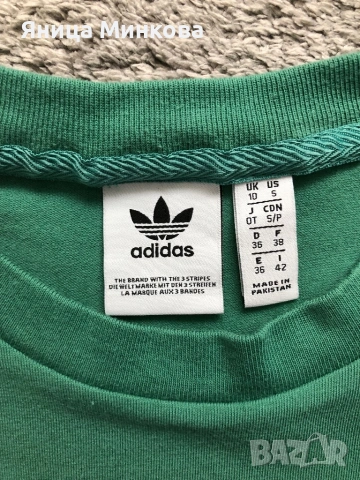 Яница Минкова
adidas
THE BRAND WITH THE 3 STRIPES
DIE WELTMARKE MIT DEN 3 STREIFEN
LA MARQUE AUX 3 BANDES
UK US
10 S
J CDN
OT S/P
D F
36 38
E I
36 42
MADE IN
PAKISTAN
BAZAR